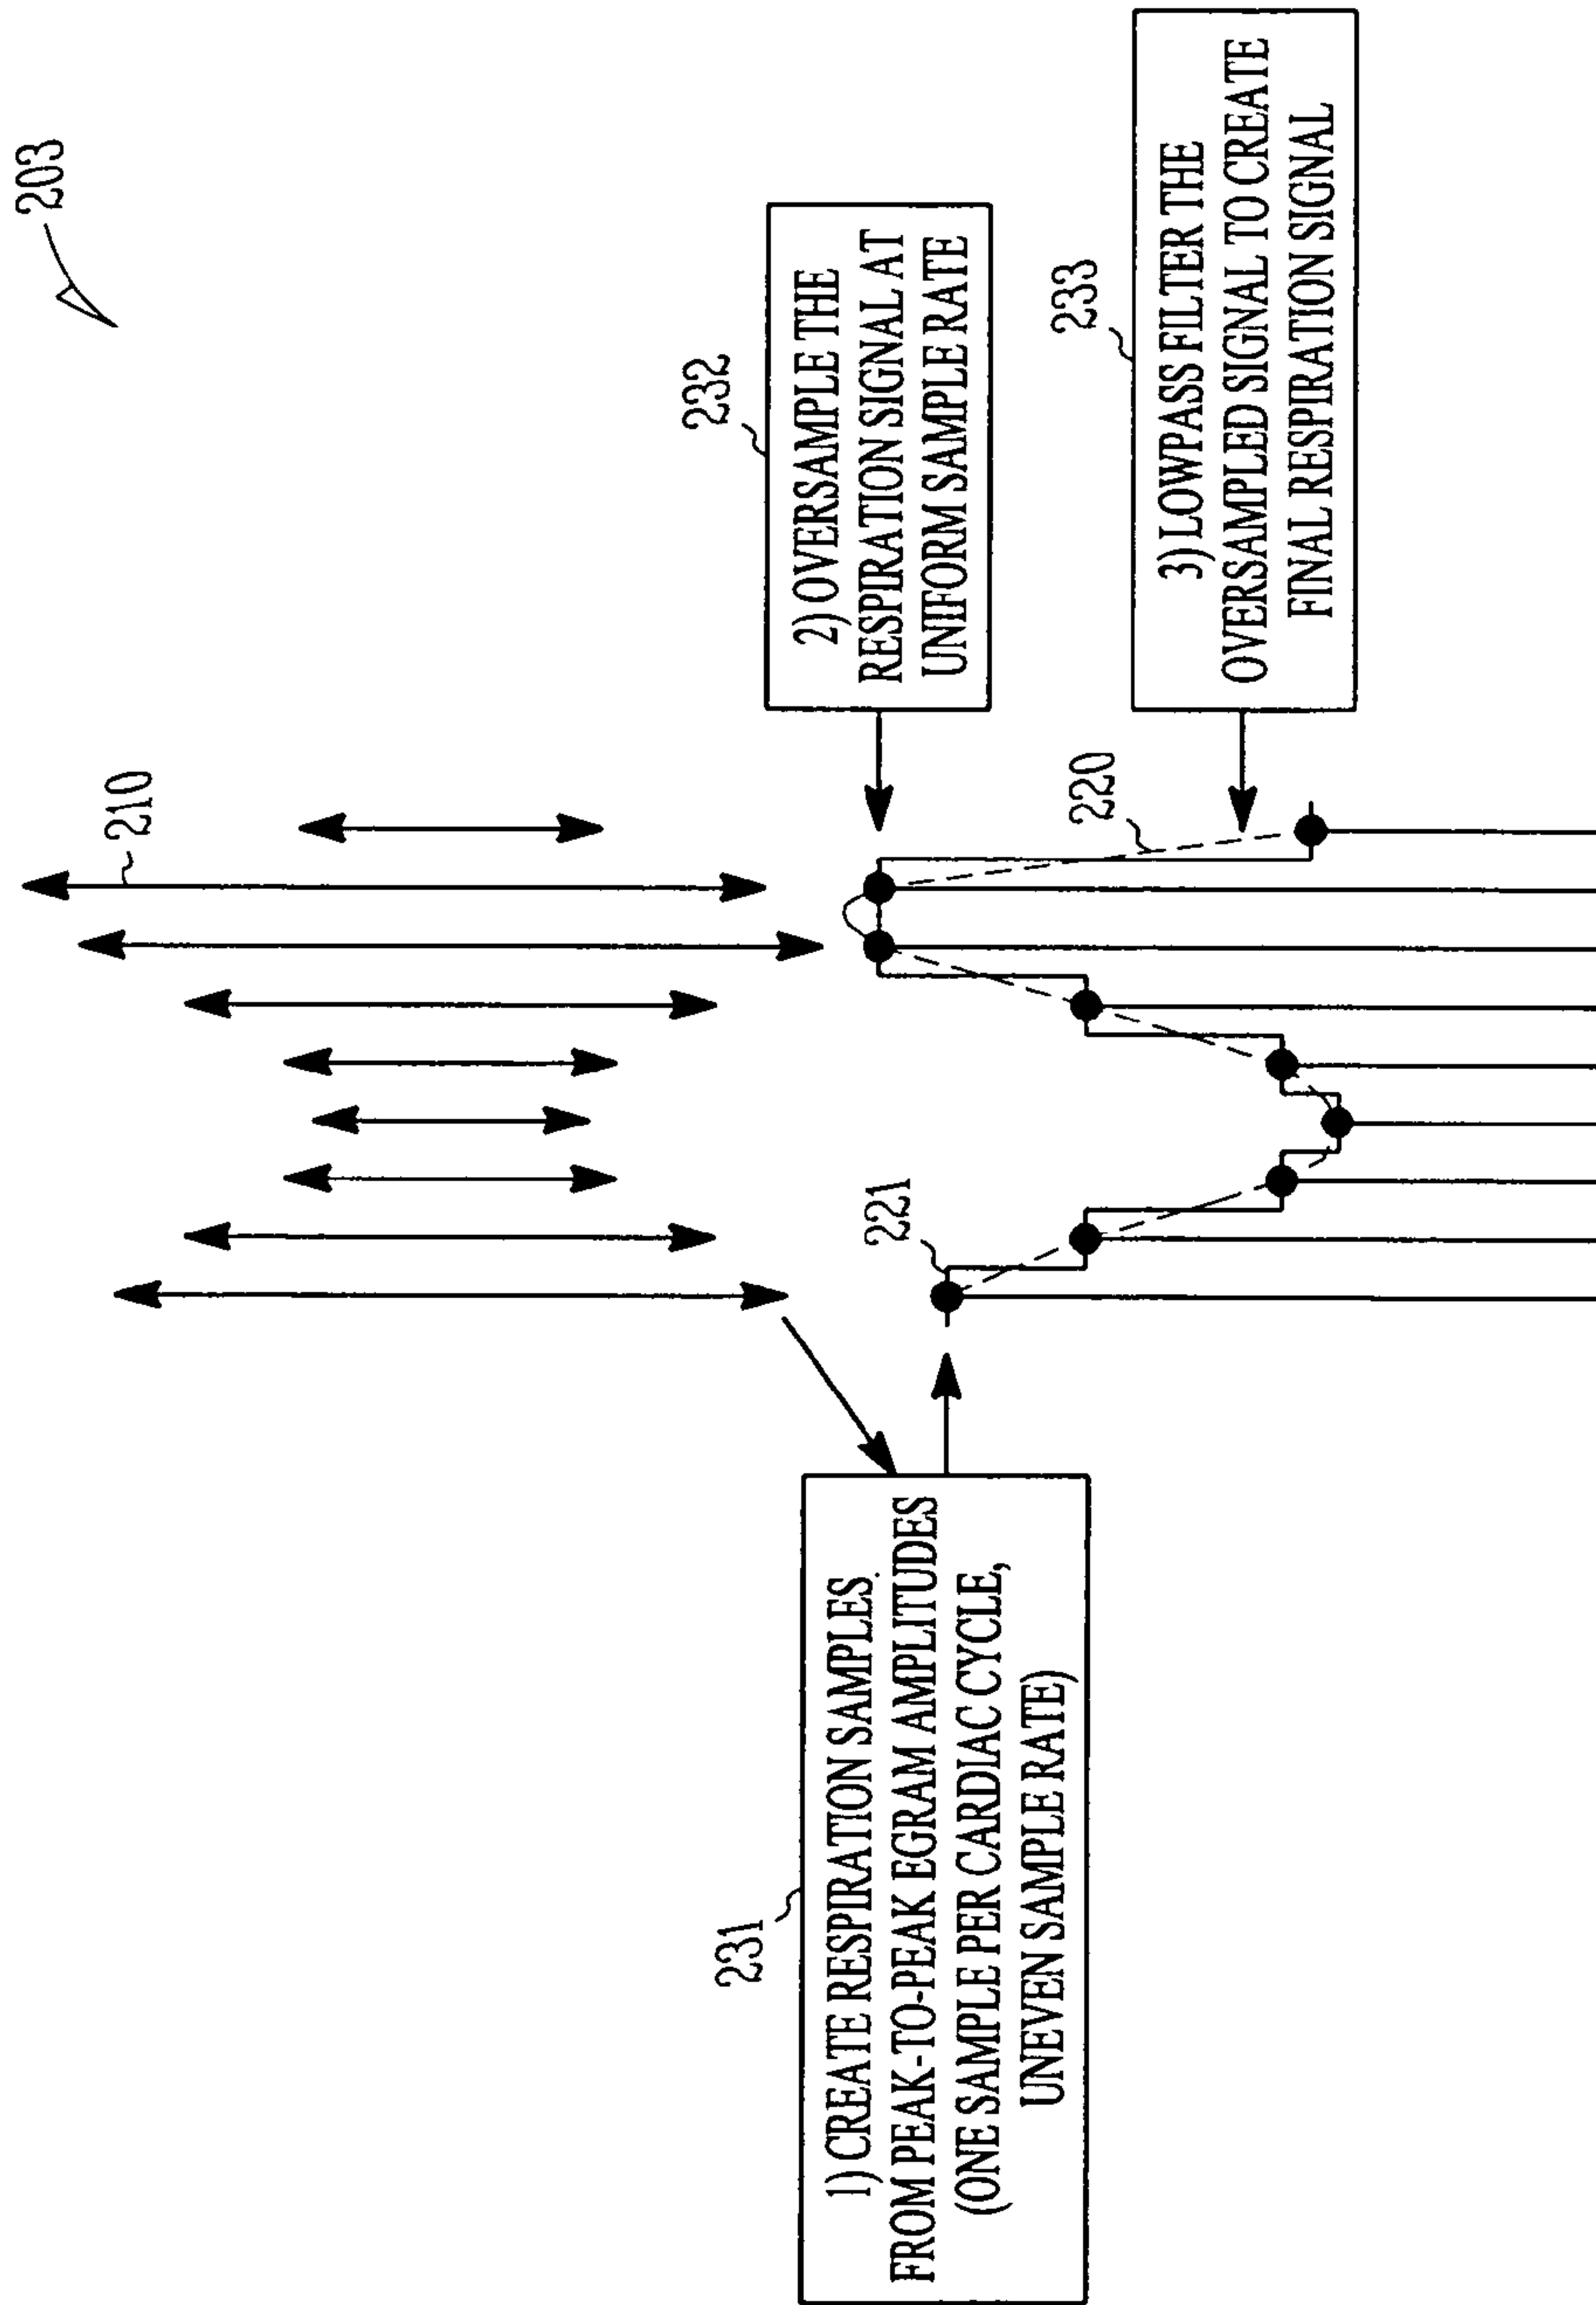 203
210
231
1) CREATE RESPIRATION SAMPLES
FROM PEAK-TO-PEAK EGRAM AMPLITUDES
(ONE SAMPLE PER CARDIAC CYCLE,
UNEVEN SAMPLE RATE)
221
232
2) OVERSAMPLE THE
RESPIRATION SIGNAL AT
UNIFORM SAMPLE RATE
220
233
3) LOWPASS FILTER THE
OVERSAMPLED SIGNAL TO CREATE
FINAL RESPIRATION SIGNAL